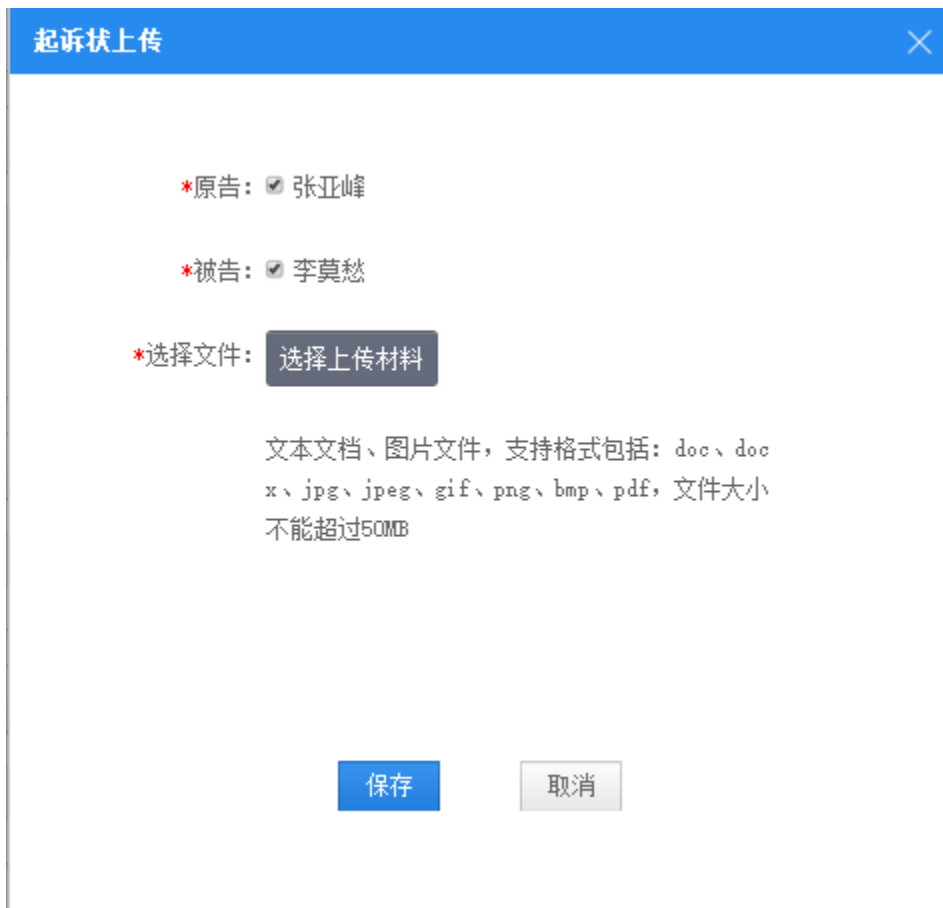 起诉状上传
*原告: 张亚峰
*被告: 李莫愁
*选择文件: 选择上传材料
文本文档、图片文件，支持格式包括: doc、doc
x、jpg、jpeg、gif、png、bmp、pdf，文件大小
不能超过50MB
保存 取消